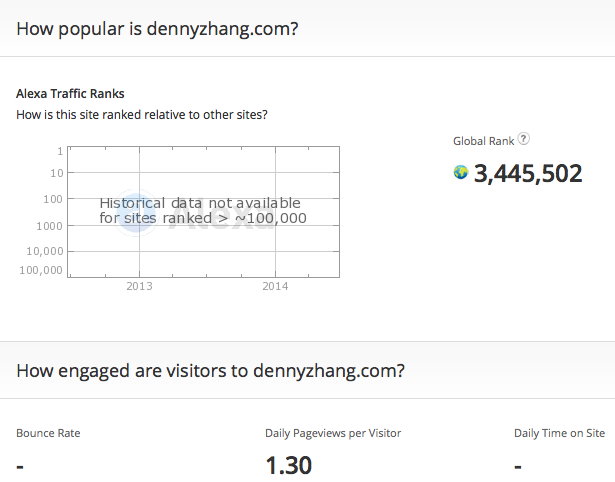 How popular is dennyzhang.com?
Alexa Traffic Ranks
How is this site ranked relative to other sites?
Global Rank ?
3,445,502
1
10
100
1000
10,000
100,000
Alexa
Historical data not available
for sites ranked > ~100,000
2013
2014
How engaged are visitors to dennyzhang.com?
Bounce Rate
Daily Pageviews per Visitor
Daily Time on Site
-
1.30
-